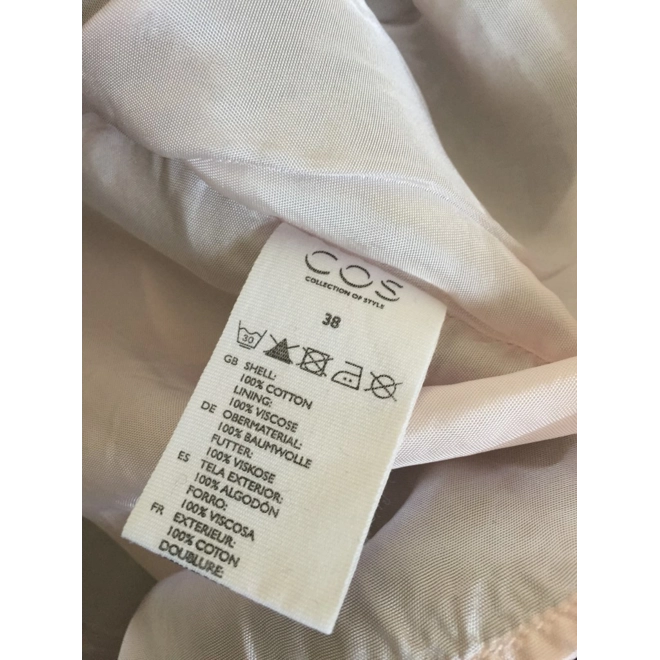 COS
COLLECTION OF STYLE
38
30
GB SHELL:
100% COTTON
LINING:
100% VISCOSE
DE OBERMATERIAL:
100% BAUMWOLLE
FUTTER:
100% VISKOSE
ES TELA EXTERIOR:
100% ALGODÓN
FORRO:
100% VISCOSA
FR EXTERIEUR:
100% COTON
DOUBLURE: